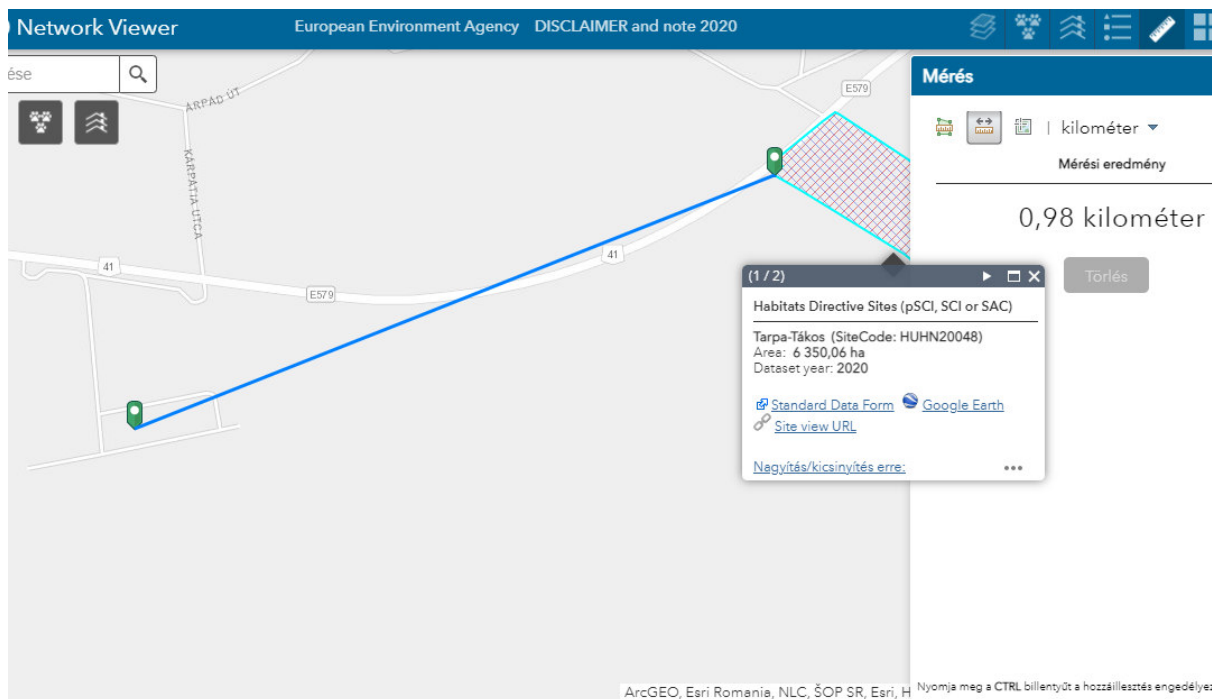 Network Viewer
European Environment Agency DISCLAIMER and note 2020
ése
ÁRPÁD ÚT
KÁRPÁTIA UTCA
E579
41
41
E579
Mérés
| kilométer
Mérési eredmény
0,98 kilométer
Törlés
(1 / 2)
Habitats Directive Sites (pSCI, SCI or SAC)
Tarpa-Tákos (SiteCode: HUHN20048)
Area: 6 350,06 ha
Dataset year: 2020
Standard Data Form Google Earth
Site view URL
Nagyítás/kicsinyítés erre:
ArcGEO, Esri Romania, NLC, ŠOP SR, Esri, H
Nyomja meg a CTRL billentyűt a hozzáillesztés engedélyez